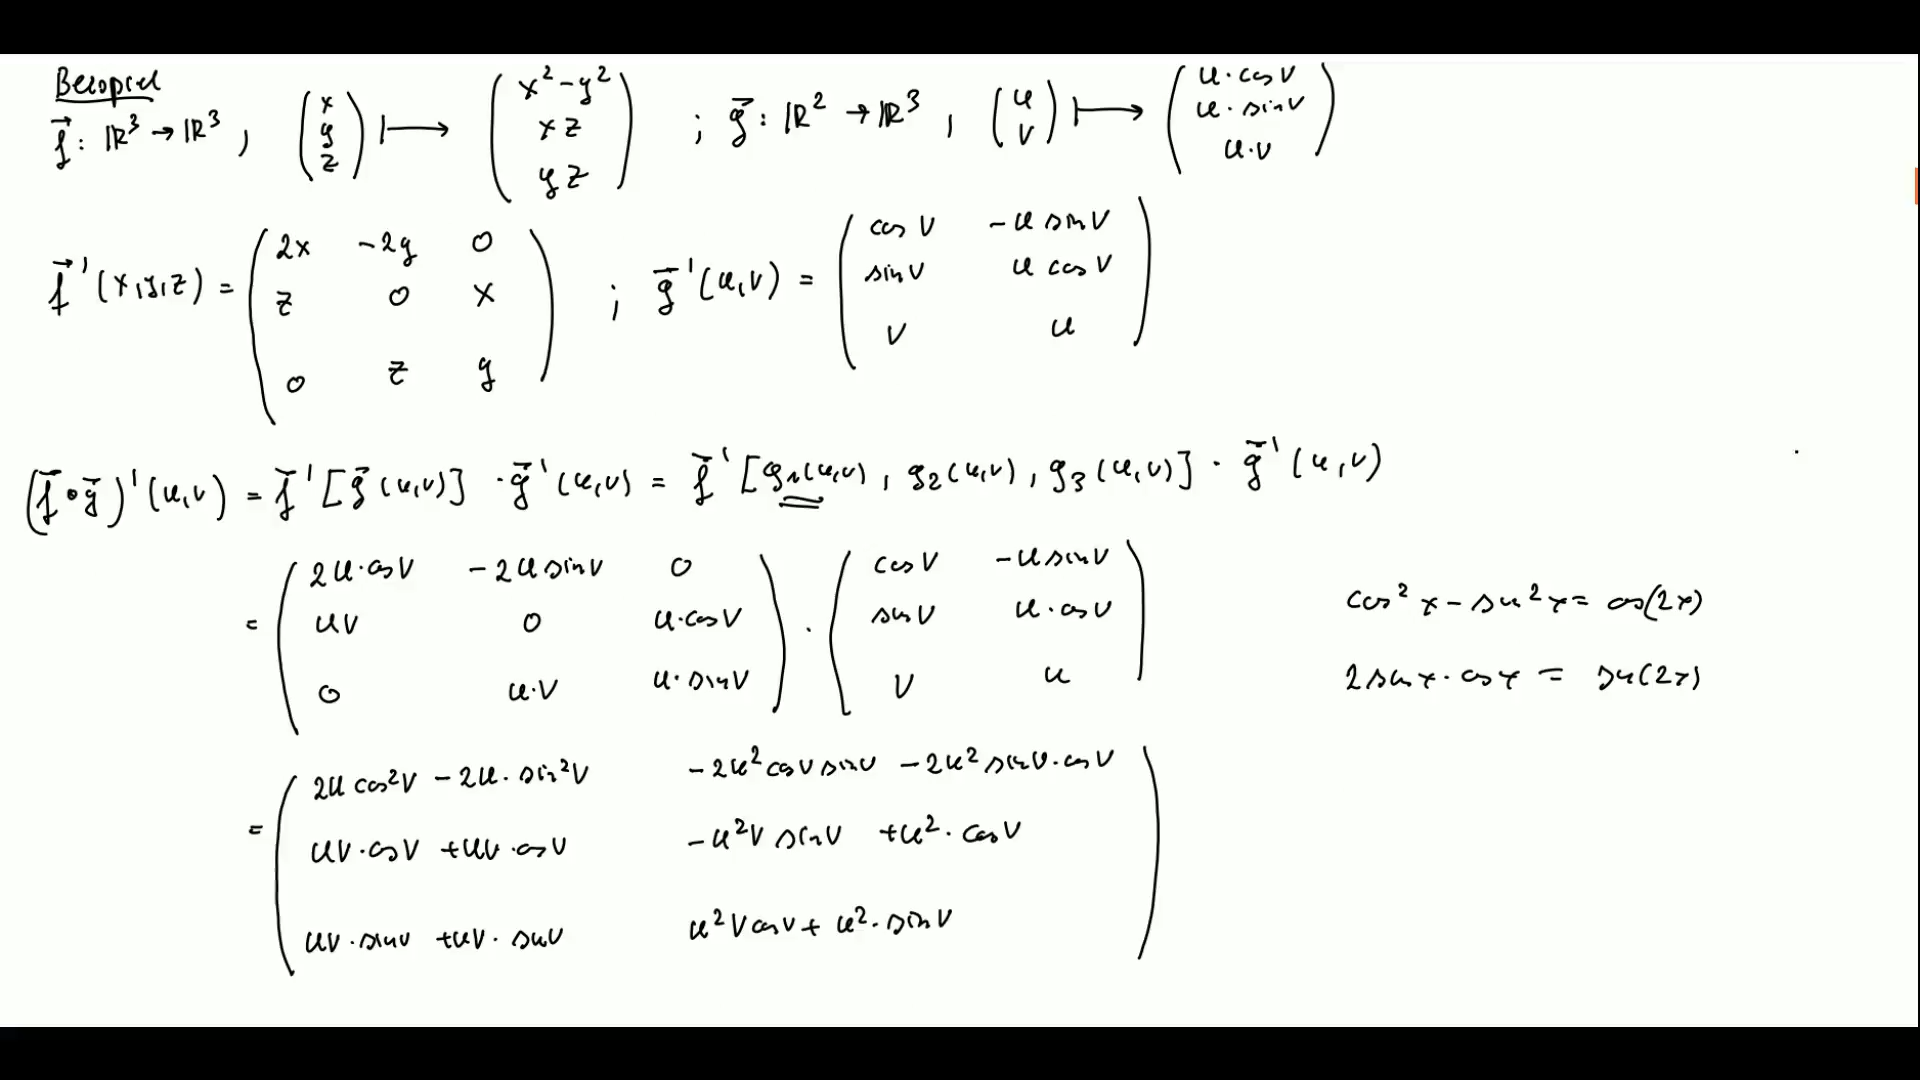 Beispiel
f⃗ : ℝ³ → ℝ³ , (x y z) ⟼ (x² − y² xz yz) ; g⃗ : ℝ² → ℝ³ , (u v) ⟼ (u·cos v u·sin v u·v)
f⃗ '(x,y,z) = (2x −2y 0
z 0 x
0 z y) ; g⃗ '(u,v) = (cos v −u sin v
sin v u cos v
v u)
(f⃗ ∘ g⃗)'(u,v) = f⃗ '[g⃗(u,v)] · g⃗ '(u,v) = f⃗ '[g₁(u,v), g₂(u,v), g₃(u,v)] · g⃗ '(u,v)
= (2u·cos v −2u sin v 0
uv 0 u·cos v
0 u·v u·sin v) · (cos v −u sin v
sin v u·cos v
v u)
cos² x − sin² x = cos(2x)
2 sin x · cos x = sin(2x)
= (2u cos² v − 2u·sin² v −2u² cos v sin v − 2u² sin v·cos v
uv·cos v + uv·cos v −u²v sin v + u²·cos v
uv·sin v + uv·sin v u²v cos v + u²·sin v)